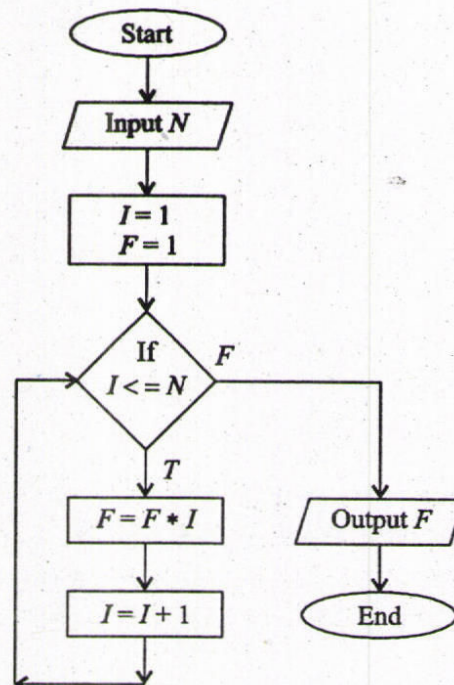 Start
Input N
I = 1
F = 1
If
I <= N
F
T
F = F * I
I = I + 1
Output F
End